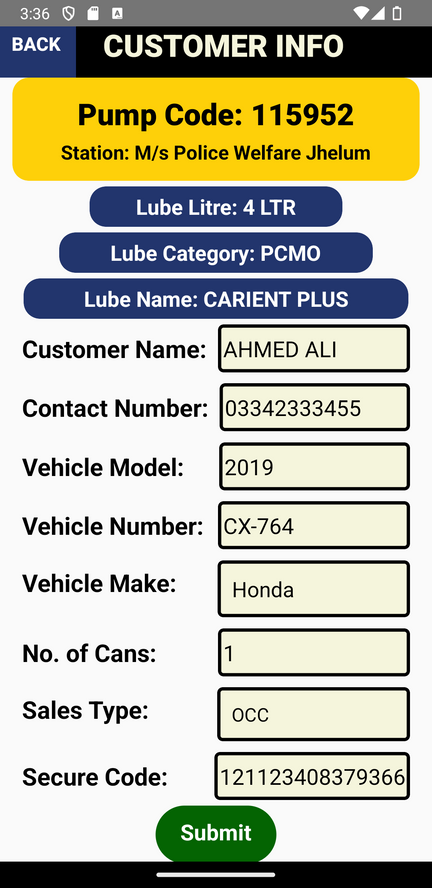 3:36
A
BACK
CUSTOMER INFO
Pump Code: 115952
Station: M/s Police Welfare Jhelum
Lube Litre: 4 LTR
Lube Category: PCMO
Lube Name: CARIENT PLUS
Customer Name: AHMED ALI
Contact Number: 03342333455
Vehicle Model: 2019
Vehicle Number: CX-764
Vehicle Make: Honda
No. of Cans: 1
Sales Type: OCC
Secure Code: 121123408379366
Submit